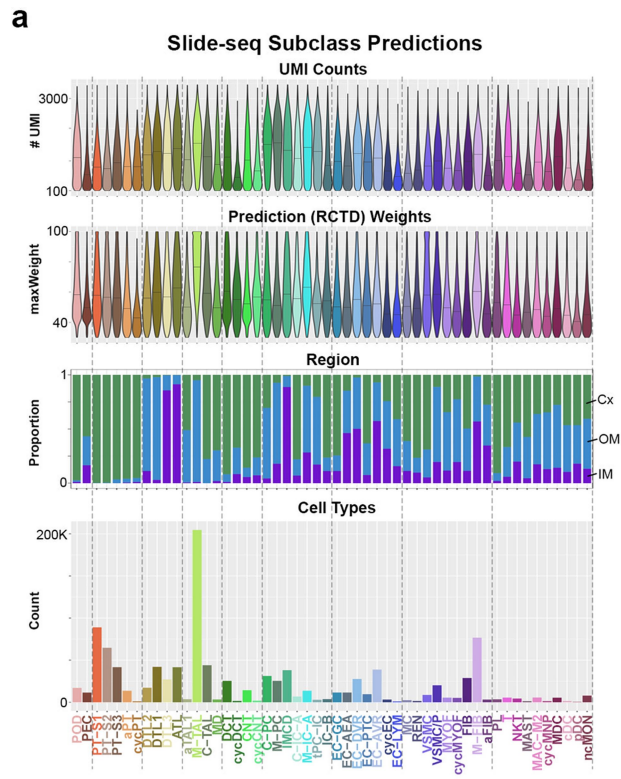 a
Slide-seq Subclass Predictions
UMI Counts
# UMI
3000
100
Prediction (RCTD) Weights
maxWeight
100
40
Region
Proportion
1
0
Cx
OM
IM
Cell Types
Count
200K
0
POD
PEC
PT-S1
PT-S2
PT-S3
aPT
cycPT
DTL2
DTL1
DTL3
ATL
aTAL1
M-TAL
C-TAL
MD
DCT
cycDCT
CNT
cycCNT
C-PC
M-PC
IMCD
C-IC-A
M-IC-A
tPC-IC
IC-B
EC-GC
EC-AEA
EC-DVR
EC-PTC
EC-AVR
cycEC
EC-LYM
MC
REN
VSMC
VSMC/P
MYOF
cycMYOF
FIB
M-FIB
aFIB
PL
T
NKT
MAST
MAC-M2
cycMNP
MDC
cDC
pDC
ncMON